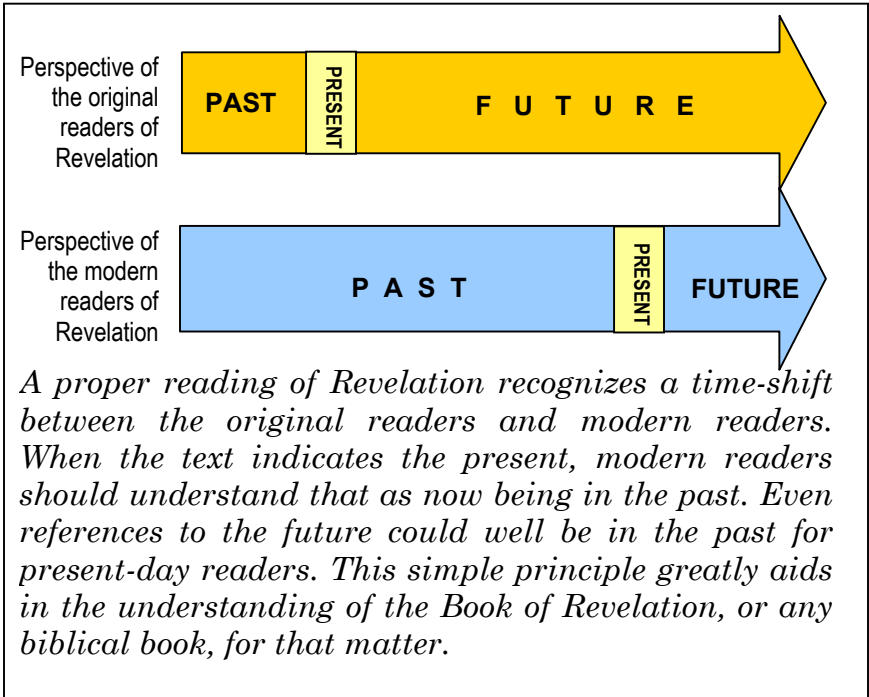 Perspective of
the original
readers of
Revelation
PAST
PRESENT
F U T U R E
Perspective of
the modern
readers of
Revelation
P A S T
PRESENT
FUTURE
A proper reading of Revelation recognizes a time-shift
between the original readers and modern readers.
When the text indicates the present, modern readers
should understand that as now being in the past. Even
references to the future could well be in the past for
present-day readers. This simple principle greatly aids
in the understanding of the Book of Revelation, or any
biblical book, for that matter.